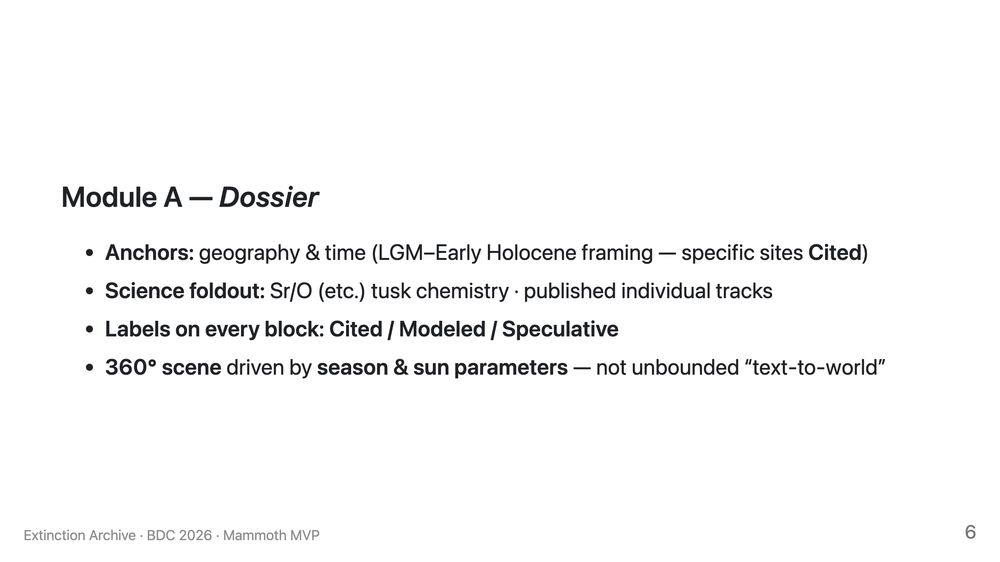 Module A — Dossier
• Anchors: geography & time (LGM–Early Holocene framing — specific sites Cited)
• Science foldout: Sr/O (etc.) tusk chemistry · published individual tracks
• Labels on every block: Cited / Modeled / Speculative
• 360° scene driven by season & sun parameters — not unbounded “text-to-world”
Extinction Archive · BDC 2026 · Mammoth MVP
6